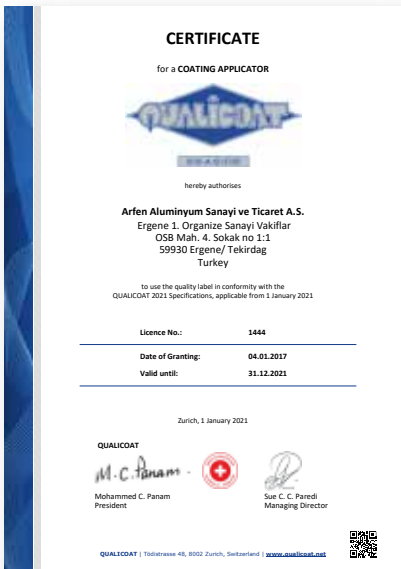 CERTIFICATE
for a COATING APPLICATOR
QUALICOAT
SEASIDE
hereby authorises
Arfen Aluminyum Sanayi ve Ticaret A.S.
Ergene 1. Organize Sanayi Vakiflar
OSB Mah. 4. Sokak no 1:1
59930 Ergene/ Tekirdag
Turkey
to use the quality label in conformity with the
QUALICOAT 2021 Specifications, applicable from 1 January 2021
Licence No.: 1444
Date of Granting: 04.01.2017
Valid until: 31.12.2021
Zurich, 1 January 2021
QUALICOAT
M. C. Panam
Mohammed C. Panam
President
Sue C. C. Paredi
Managing Director
QUALICOAT | Tödistrasse 48, 8002 Zurich, Switzerland | www.qualicoat.net